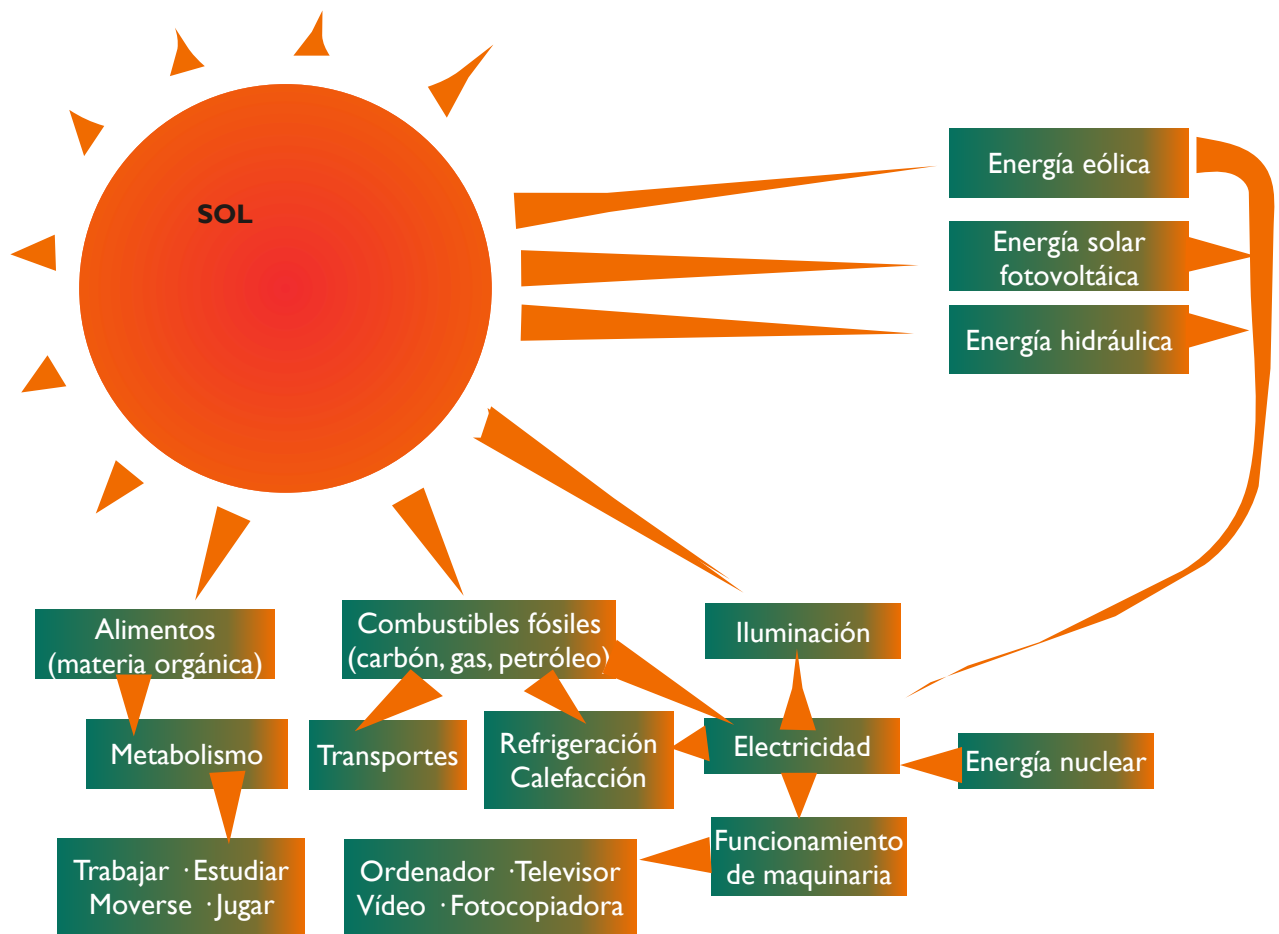 SOL
Energía eólica
Energía solar
fotovoltáica
Energía hidráulica
Alimentos
(materia orgánica)
Combustibles fósiles
(carbón, gas, petróleo)
Iluminación
Metabolismo
Transportes
Refrigeración
Calefacción
Electricidad
Energía nuclear
Trabajar · Estudiar
Moverse · Jugar
Ordenador · Televisor
Vídeo · Fotocopiadora
Funcionamiento
de maquinaria